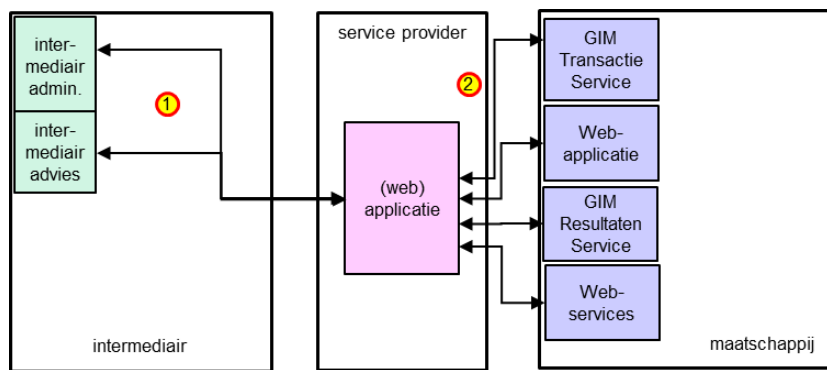 inter-
mediair
admin.
inter-
mediair
advies
1
intermediair
service provider
2
(web)
applicatie
GIM
Transactie
Service
Web-
applicatie
GIM
Resultaten
Service
Web-
services
maatschappij